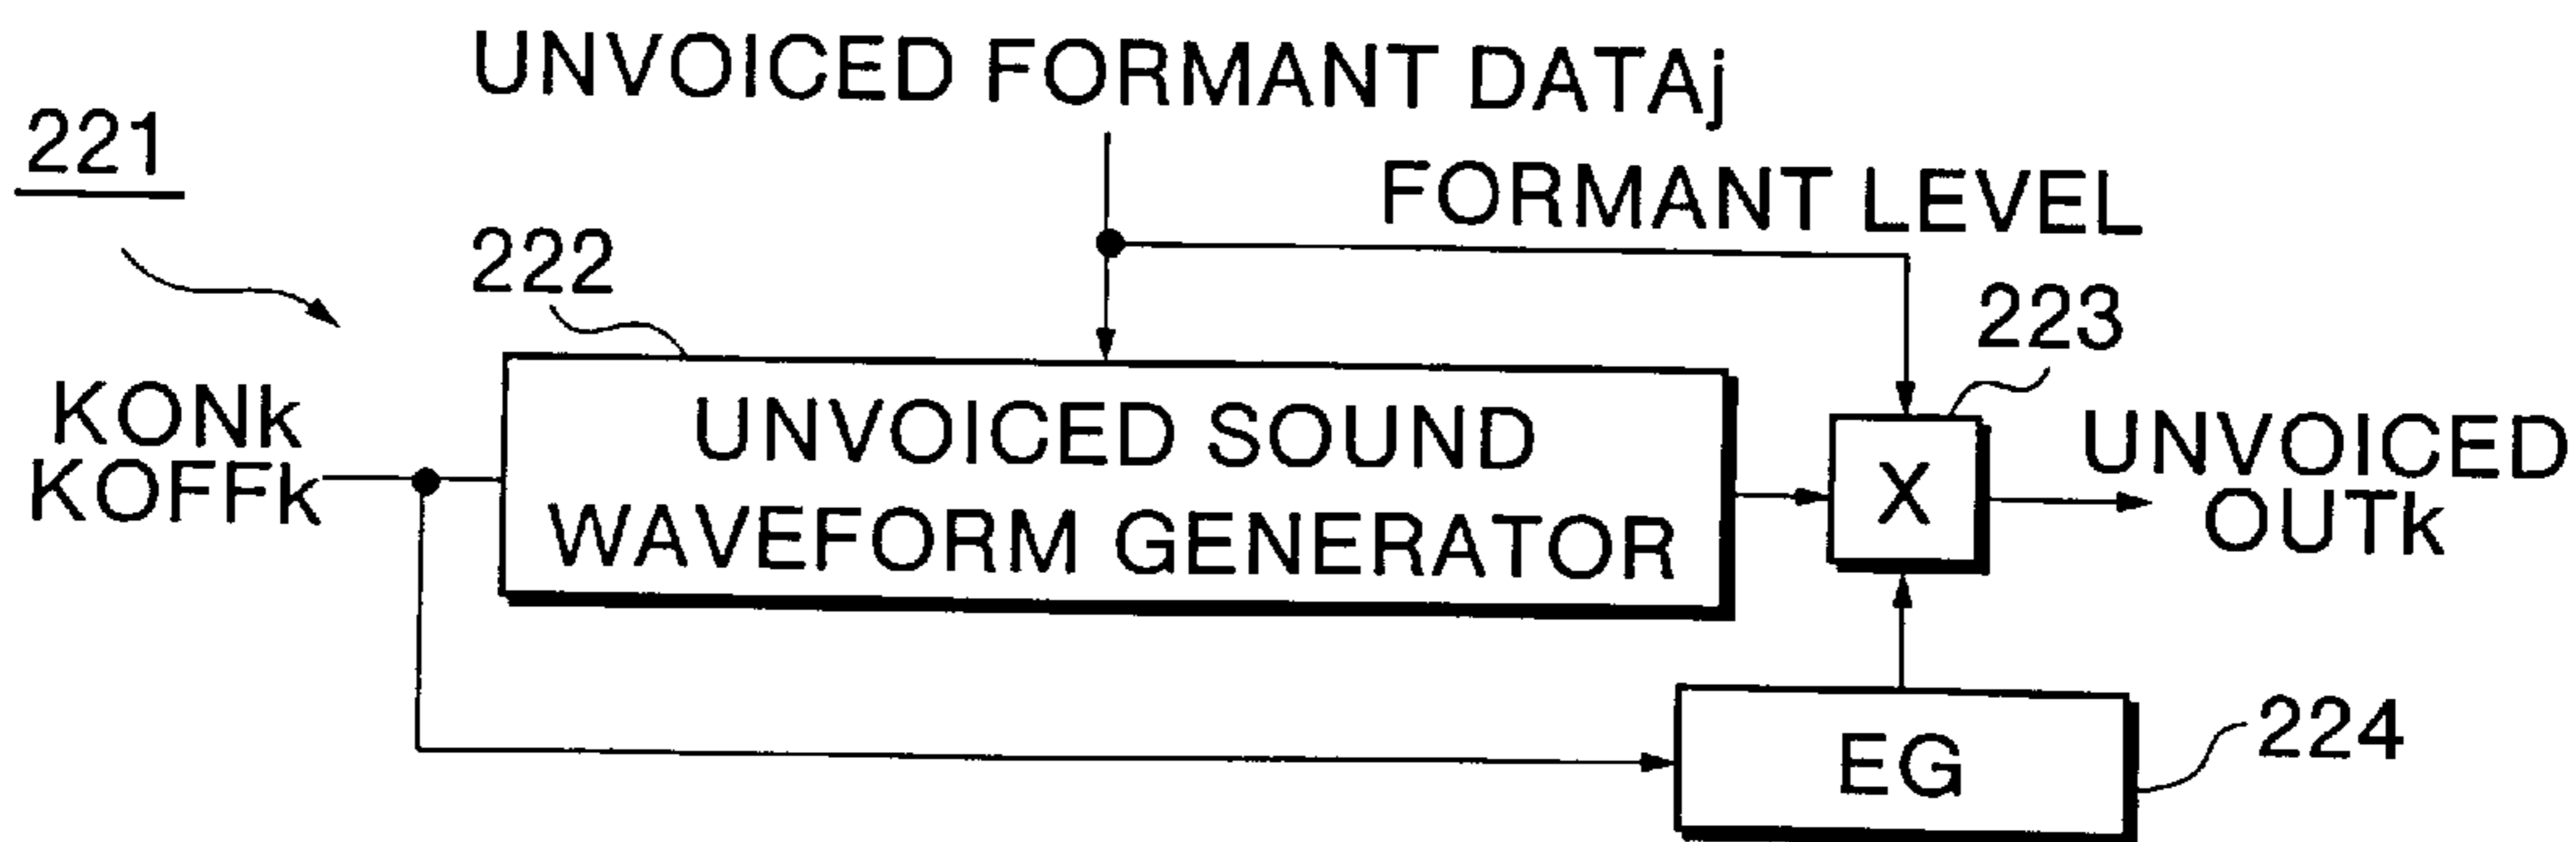 UNVOICED FORMANT DATAj
221
FORMANT LEVEL
222
223
KONk
KOFFk
UNVOICED SOUND
WAVEFORM GENERATOR
X
UNVOICED
OUTk
EG
224